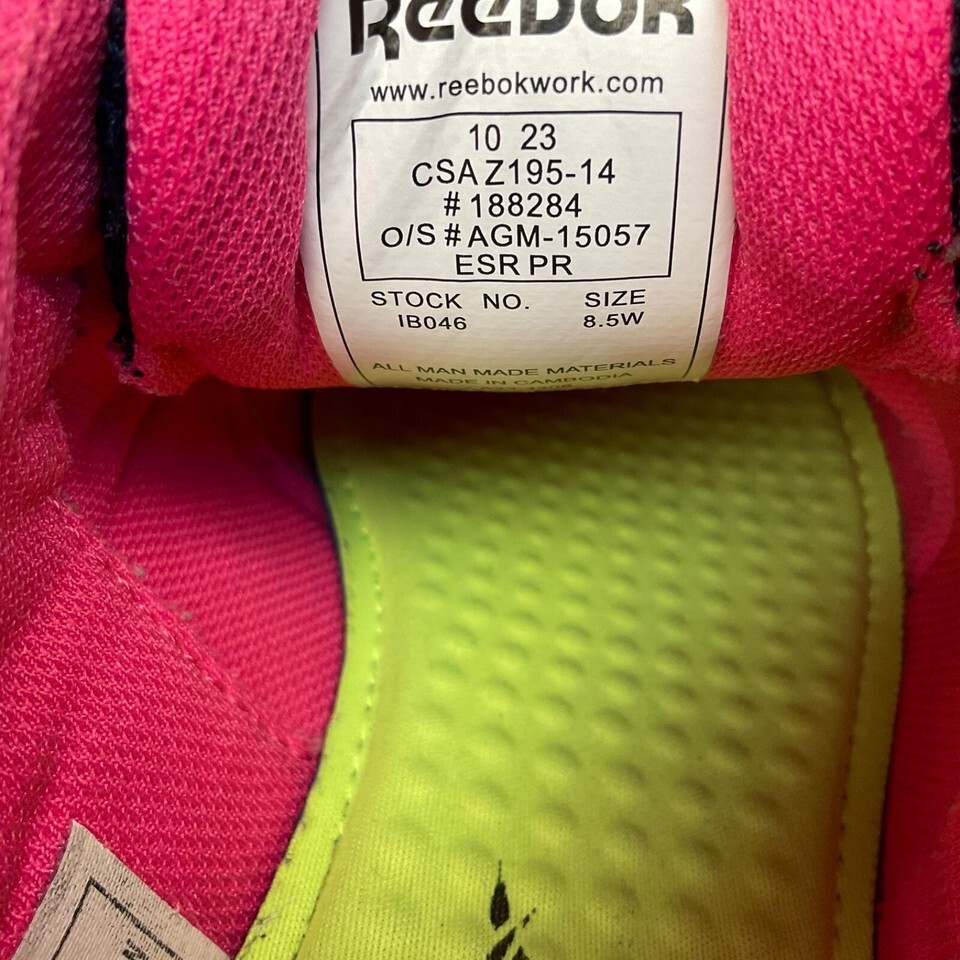 Reebok
www.reebokwork.com
10 23
CSA Z195-14
# 188284
O/S # AGM-15057
ESR PR
STOCK NO. SIZE
IB046 8.5W
ALL MAN MADE MATERIALS
MADE IN CAMBODIA